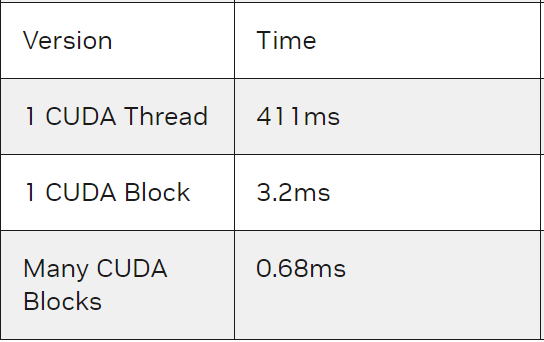 Version Time
1 CUDA Thread 411ms
1 CUDA Block 3.2ms
Many CUDA 0.68ms
Blocks